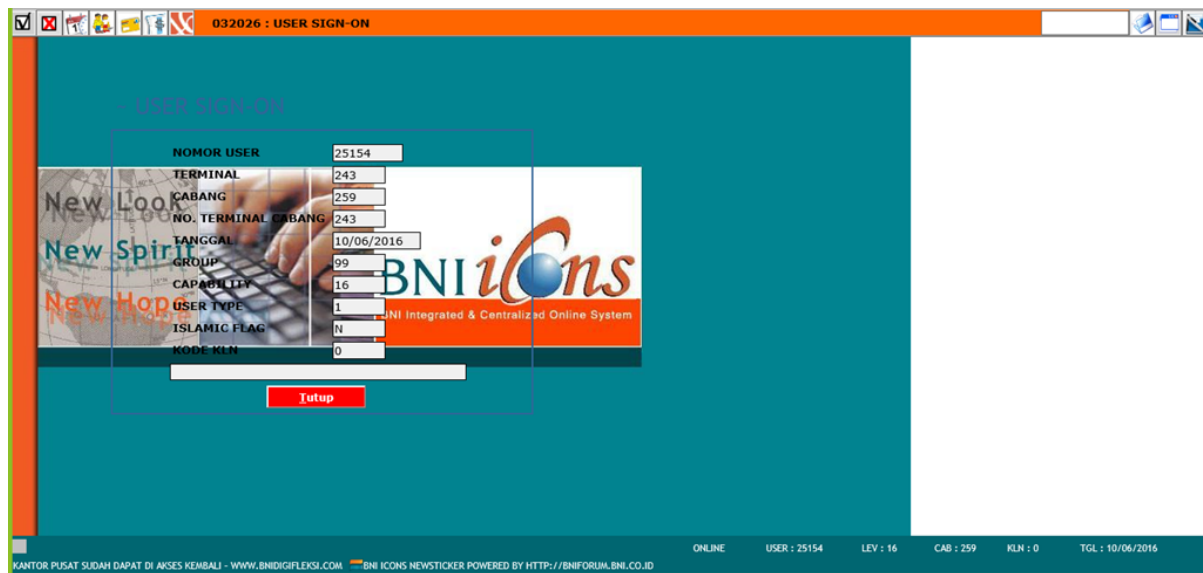 032026 : USER SIGN-ON
- USER SIGN-ON
NOMOR USER 25154
TERMINAL 243
CABANG 259
NO. TERMINAL CABANG 243
TANGGAL 10/06/2016
GROUP 99
CAPABILITY 16
USER TYPE 1
ISLAMIC FLAG N
KODE KLN 0
Tutup
New Look
New Spirit
New Hope
BNI icons
BNI Integrated & Centralized Online System
ONLINE USER : 25154 LEV : 16 CAB : 259 KLN : 0 TGL : 10/06/2016
KANTOR PUSAT SUDAH DAPAT DI AKSES KEMBALI - WWW.BNIDIGIFLEKSI.COM BNI ICONS NEWSTICKER POWERED BY HTTP://BNIFORUM.BNI.CO.ID